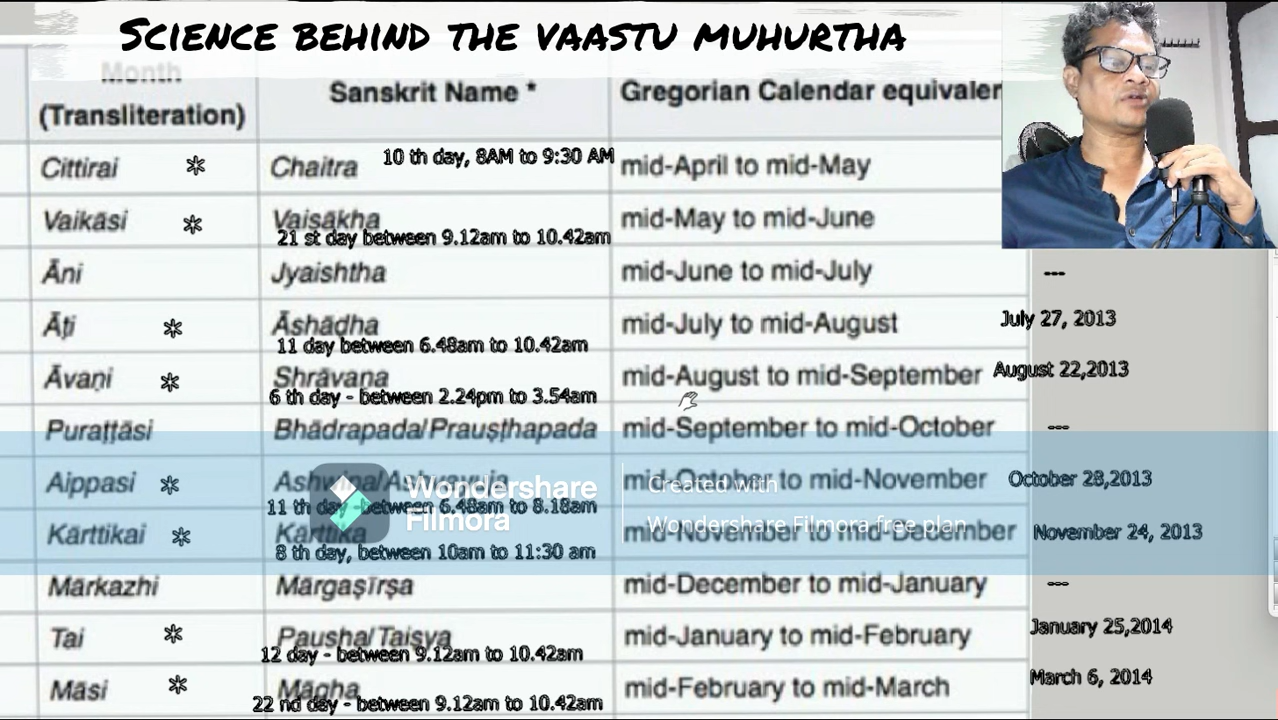 SCIENCE BEHIND THE VAASTU MUHURTHA
Month
(Transliteration)
Sanskrit Name *
Gregorian Calendar equivalen
Cittirai *
Chaitra
10 th day, 8AM to 9:30 AM
mid-April to mid-May
Vaikāsi *
Vaisākha
21 st day between 9.12am to 10.42am
mid-May to mid-June
Āni
Jyaishtha
mid-June to mid-July
---
Āṭi *
Āshādha
11 day between 6.48am to 10.42am
mid-July to mid-August
July 27, 2013
Āvaṇi *
Shrāvana
6 th day - between 2.24pm to 3.54am
mid-August to mid-September
August 22,2013
Puraṭṭāsi
Bhādrapada/Prauṣṭhapada
mid-September to mid-October
---
Aippasi *
11 th day -between 6.48am to 8.18am
mid-October to mid-November
October 28,2013
Kārttikai *
Kārttika
8 th day, between 10am to 11:30 am
mid-November to mid-December
November 24, 2013
Wondershare
Filmora
Created with
Wondershare Filmora free plan
Mārkazhi
Mārgaṣīrṣa
mid-December to mid-January
---
Tai *
Pausha/Taisya
12 day - between 9.12am to 10.42am
mid-January to mid-February
January 25,2014
Māsi *
Māgha
22 nd day - between 9.12am to 10.42am
mid-February to mid-March
March 6, 2014